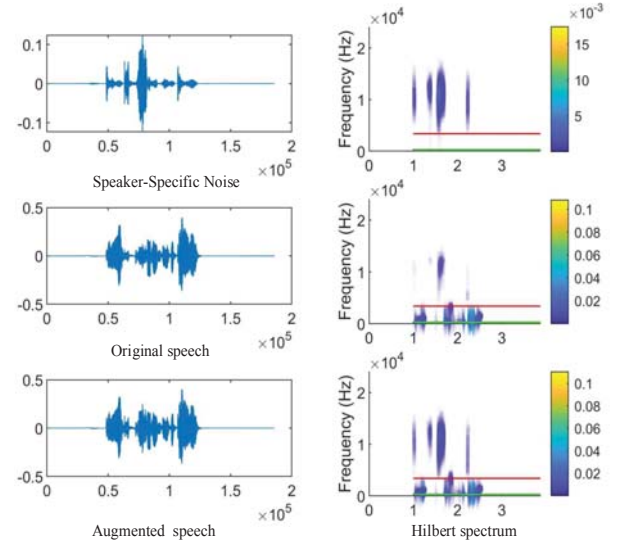 0.1
0
-0.1
0 0.5 1 1.5 2
×10^5
Speaker-Specific Noise
×10^4
2
1
0
Frequency (Hz)
0 1 2 3
×10^-3
15
10
5
0.5
0
-0.5
0 0.5 1 1.5 2
×10^5
Original speech
×10^4
2
1
0
Frequency (Hz)
0 1 2 3
0.1
0.08
0.06
0.04
0.02
0.5
0
-0.5
0 0.5 1 1.5 2
×10^5
Augmented speech
×10^4
2
1
0
Frequency (Hz)
0 1 2 3
Hilbert spectrum
0.1
0.08
0.06
0.04
0.02